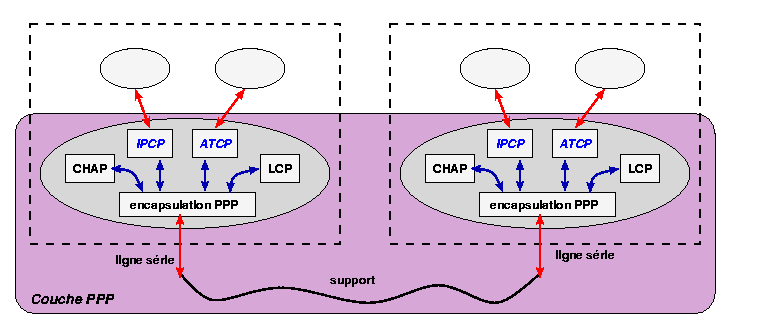 IPCP ATCP
CHAP LCP
encapsulation PPP
ligne série
IPCP ATCP
CHAP LCP
encapsulation PPP
ligne série
support
Couche PPP